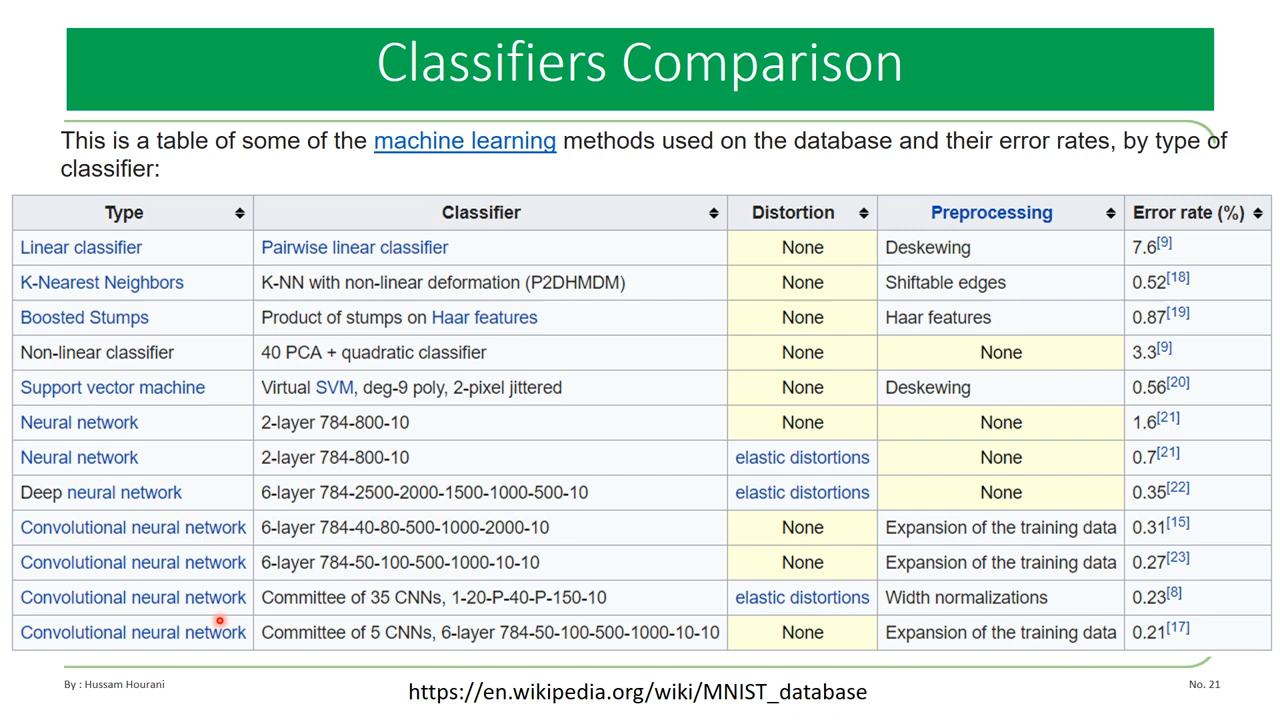 Classifiers Comparison
This is a table of some of the machine learning methods used on the database and their error rates, by type of
classifier:
Type Classifier Distortion Preprocessing Error rate (%)
Linear classifier Pairwise linear classifier None Deskewing 7.6[9]
K-Nearest Neighbors K-NN with non-linear deformation (P2DHMDM) None Shiftable edges 0.52[18]
Boosted Stumps Product of stumps on Haar features None Haar features 0.87[19]
Non-linear classifier 40 PCA + quadratic classifier None None 3.3[9]
Support vector machine Virtual SVM, deg-9 poly, 2-pixel jittered None Deskewing 0.56[20]
Neural network 2-layer 784-800-10 None None 1.6[21]
Neural network 2-layer 784-800-10 elastic distortions None 0.7[21]
Deep neural network 6-layer 784-2500-2000-1500-1000-500-10 elastic distortions None 0.35[22]
Convolutional neural network 6-layer 784-40-80-500-1000-2000-10 None Expansion of the training data 0.31[15]
Convolutional neural network 6-layer 784-50-100-500-1000-10-10 None Expansion of the training data 0.27[23]
Convolutional neural network Committee of 35 CNNs, 1-20-P-40-P-150-10 elastic distortions Width normalizations 0.23[8]
Convolutional neural network Committee of 5 CNNs, 6-layer 784-50-100-500-1000-10-10 None Expansion of the training data 0.21[17]
By : Hussam Hourani https://en.wikipedia.org/wiki/MNIST_database No. 21